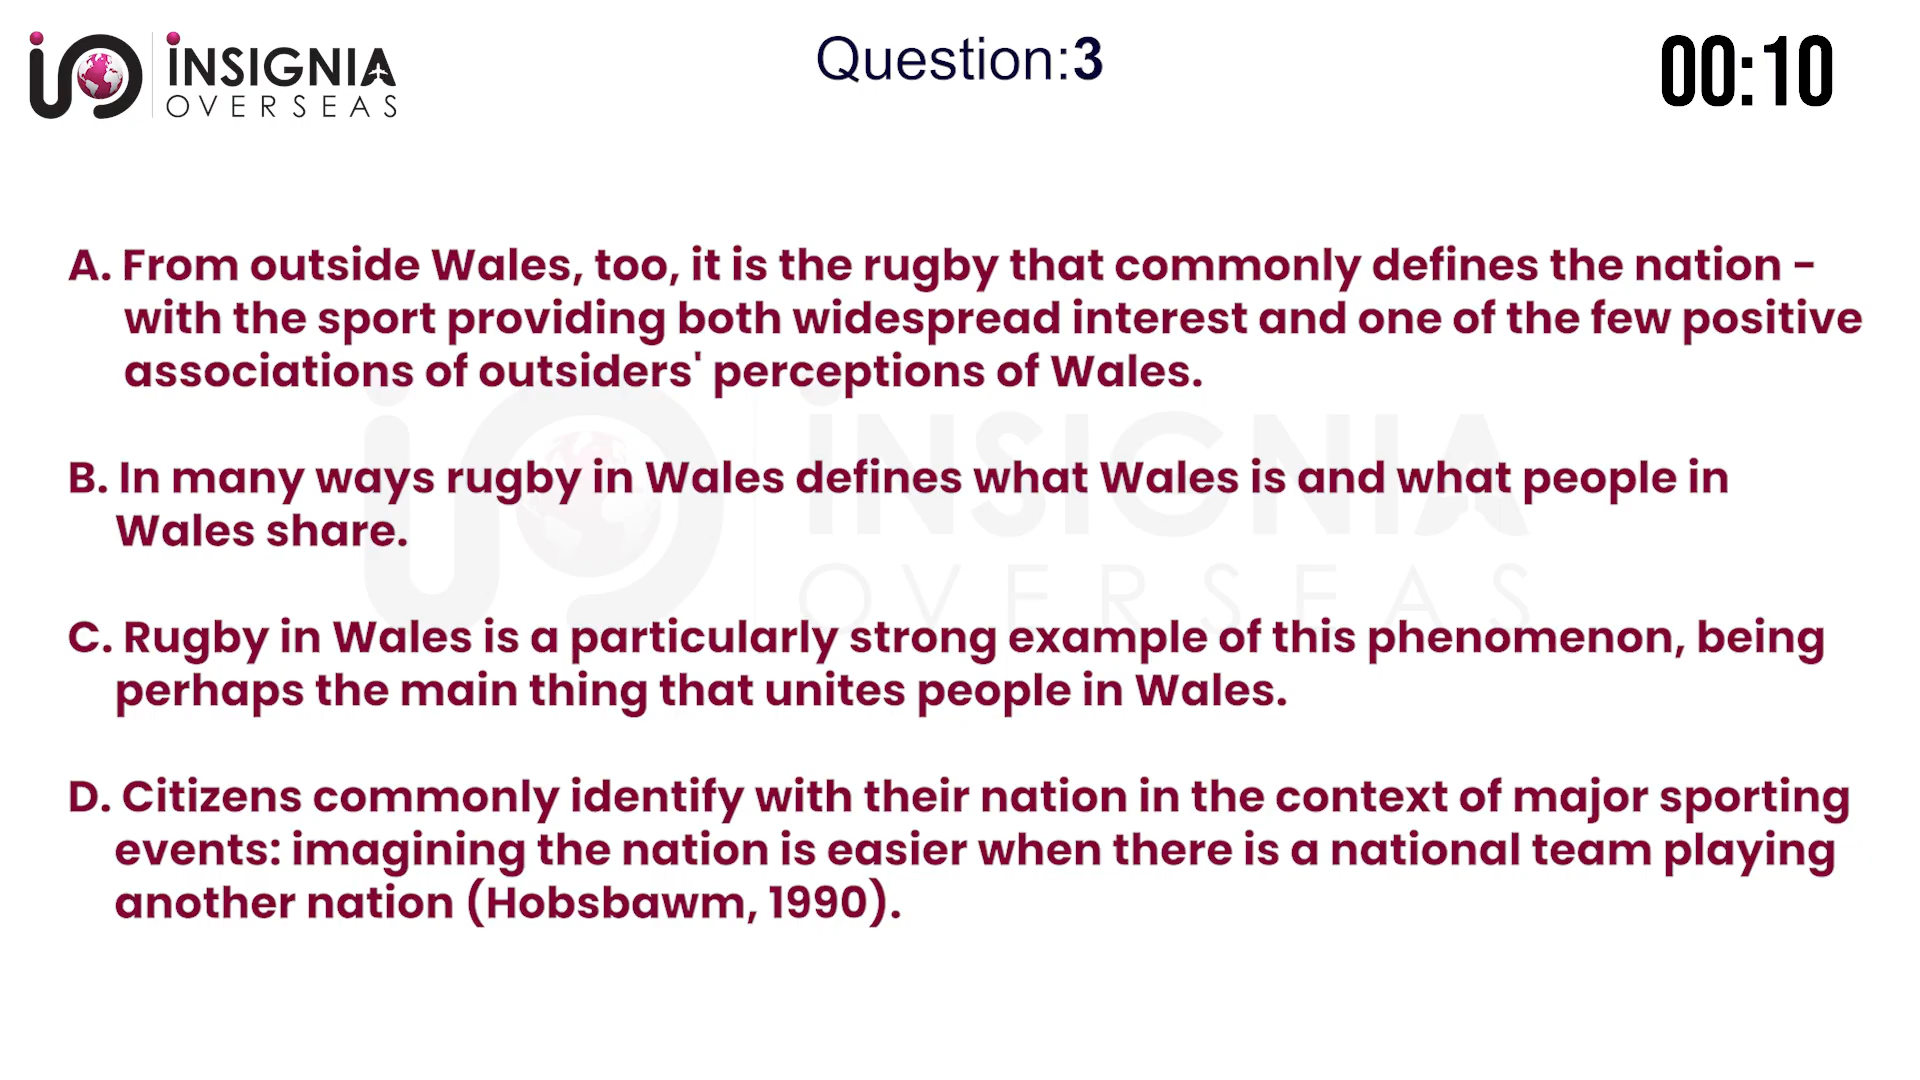 INSIGNIA
OVERSEAS
Question:3
00:10
A. From outside Wales, too, it is the rugby that commonly defines the nation -
with the sport providing both widespread interest and one of the few positive
associations of outsiders' perceptions of Wales.
B. In many ways rugby in Wales defines what Wales is and what people in
Wales share.
C. Rugby in Wales is a particularly strong example of this phenomenon, being
perhaps the main thing that unites people in Wales.
D. Citizens commonly identify with their nation in the context of major sporting
events: imagining the nation is easier when there is a national team playing
another nation (Hobsbawm, 1990).
INSIGNIA
OVERSEAS